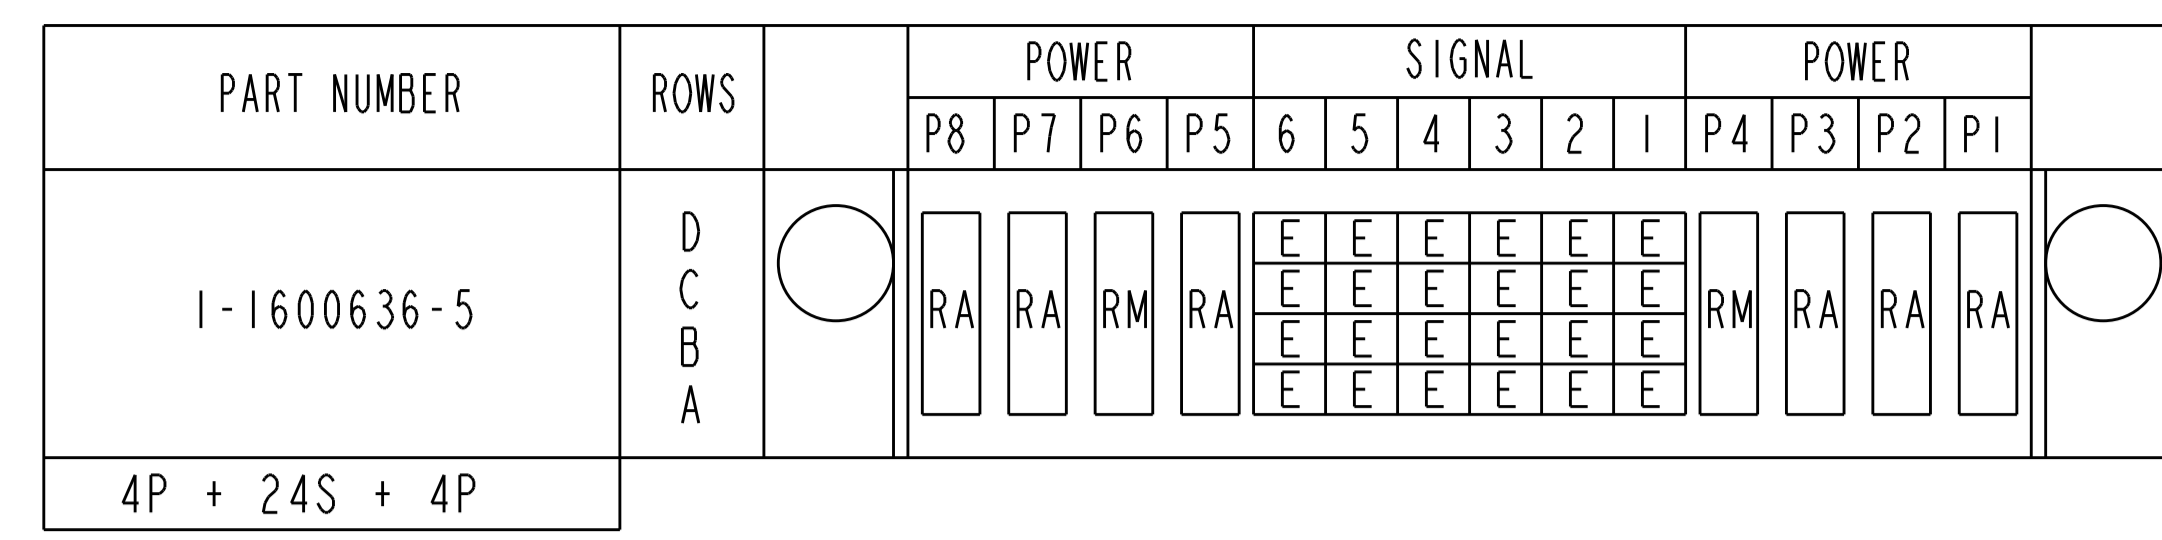 PART NUMBER ROWS POWER SIGNAL POWER
P8 P7 P6 P5 6 5 4 3 2 1 P4 P3 P2 P1
D E E E E E E
C E E E E E E
1-1600636-5 RA RA RM RA RM RA RA RA
B E E E E E E
A E E E E E E
4P + 24S + 4P